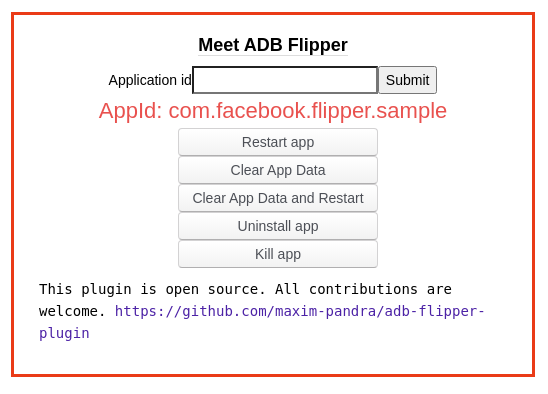 Meet ADB Flipper
Application id Submit
AppId: com.facebook.flipper.sample
Restart app
Clear App Data
Clear App Data and Restart
Uninstall app
Kill app
This plugin is open source. All contributions are
welcome. https://github.com/maxim-pandra/adb-flipper-
plugin